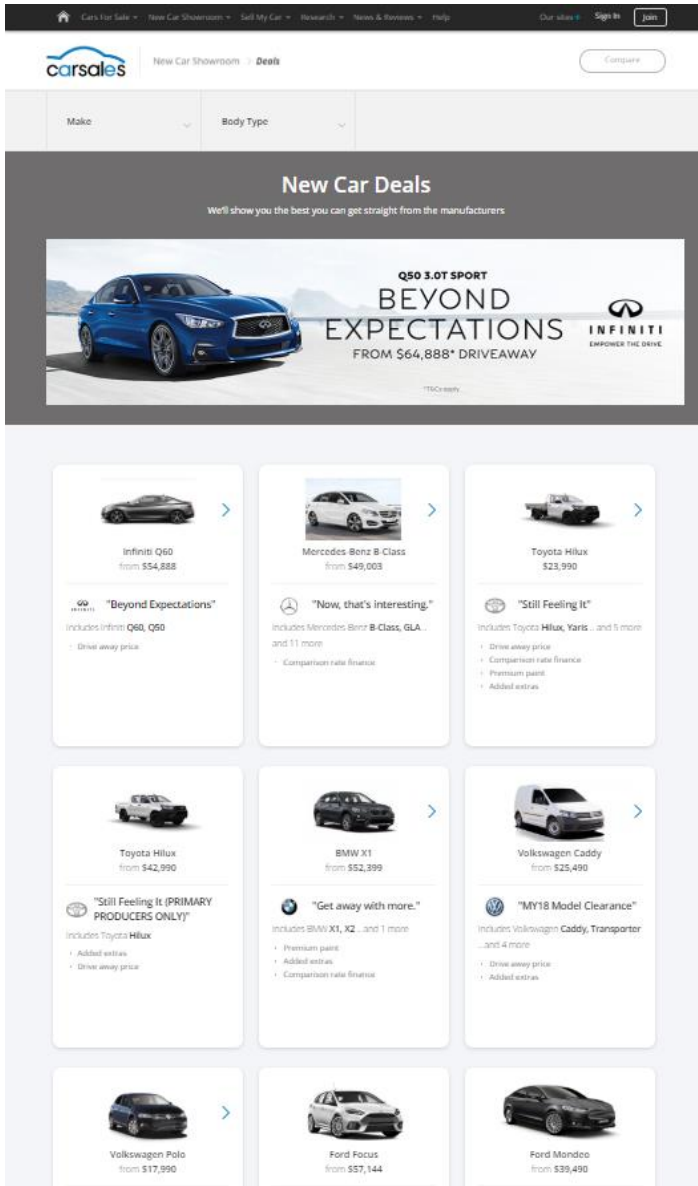 Cars For Sale New Car Showroom Sell My Car Research News & Reviews Help Our sites Sign In Join
carsales New Car Showroom Deals Compare
Make Body Type
New Car Deals
We'll show you the best you can get straight from the manufacturers
Q50 3.0T SPORT
BEYOND
EXPECTATIONS
FROM $64,888* DRIVEAWAY
INFINITI
EMPOWER THE DRIVE
*T&Cs apply
Infiniti Q60
from $54,888
INFINITI "Beyond Expectations"
Includes Infiniti Q60, Q50
Drive away price
Mercedes-Benz B-Class
from $49,003
"Now, that's interesting."
Includes Mercedes-Benz B-Class, GLA...
and 11 more
Comparison rate finance
Toyota Hilux
$23,990
"Still Feeling It"
Includes Toyota Hilux, Yaris ... and 5 more
Drive away price
Comparison rate finance
Premium paint
Added extras
Toyota Hilux
from $42,990
"Still Feeling It (PRIMARY
PRODUCERS ONLY)"
Includes Toyota Hilux
Added extras
Drive away price
BMW X1
from $52,399
"Get away with more."
Includes BMW X1, X2 ...and 1 more
Premium paint
Added extras
Comparison rate finance
Volkswagen Caddy
from $25,490
"MY18 Model Clearance"
Includes Volkswagen Caddy, Transporter
...and 4 more
Drive away price
Added extras
Volkswagen Polo
from $17,990
Ford Focus
from $57,144
Ford Mondeo
from $39,490